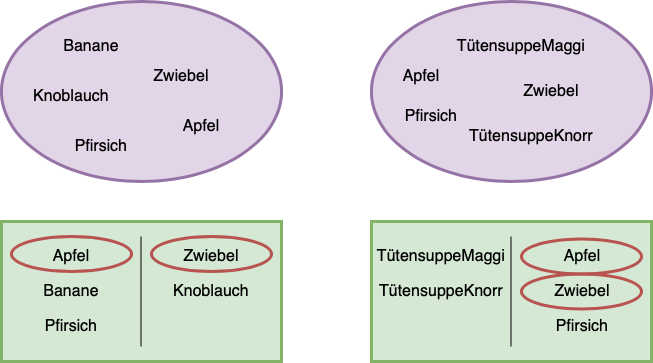 Banane
Zwiebel
Knoblauch
Apfel
Pfirsich
TütensuppeMaggi
Apfel
Zwiebel
Pfirsich
TütensuppeKnorr
Apfel Zwiebel
Banane Knoblauch
Pfirsich
TütensuppeMaggi Apfel
TütensuppeKnorr Zwiebel
Pfirsich